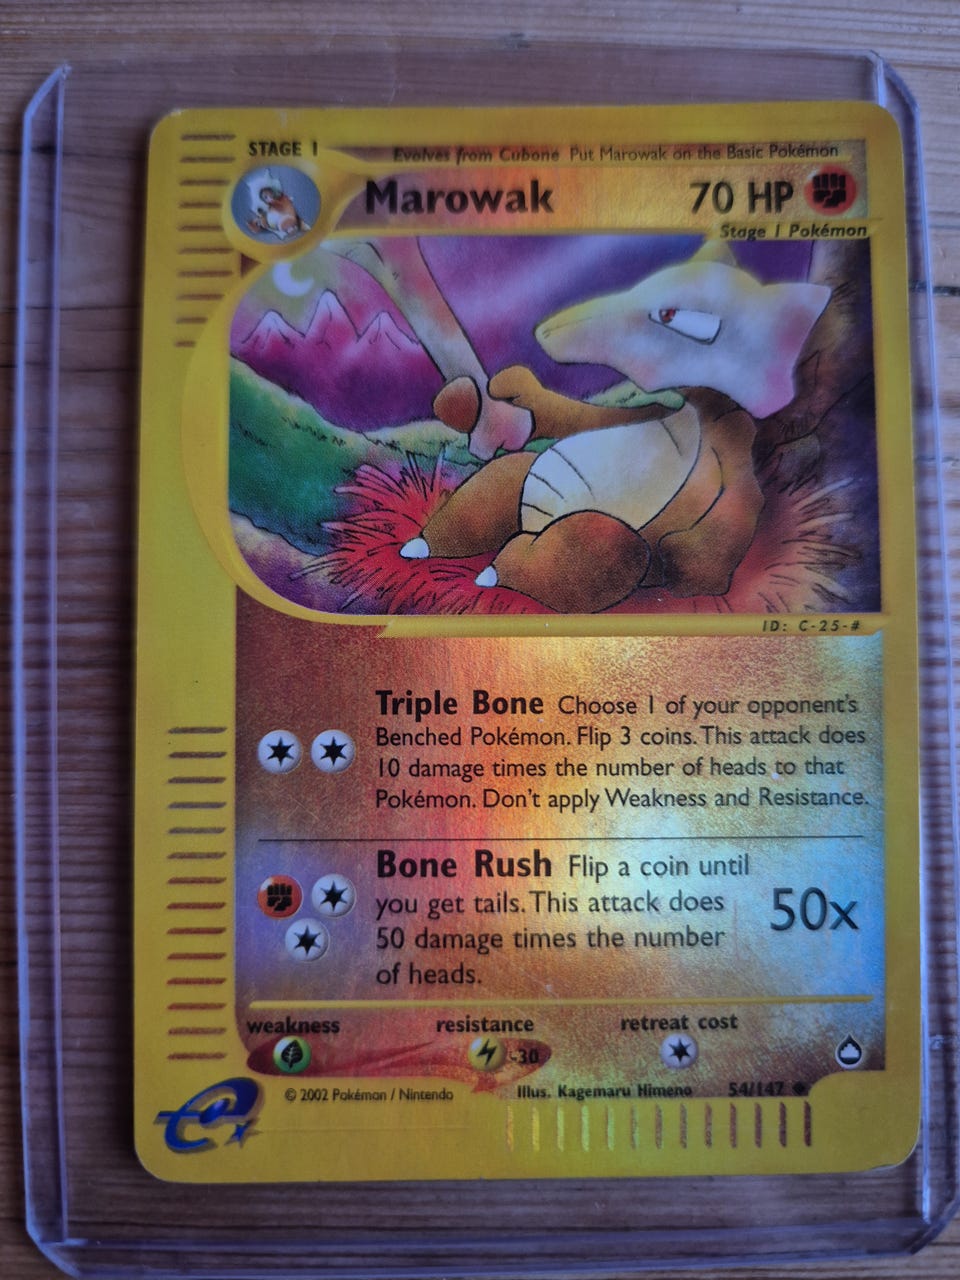 STAGE 1
Evolves from Cubone Put Marowak on the Basic Pokémon
Marowak 70 HP
Stage 1 Pokémon
ID: C-25-#
Triple Bone Choose 1 of your opponent's
Benched Pokémon. Flip 3 coins. This attack does
10 damage times the number of heads to that
Pokémon. Don't apply Weakness and Resistance.
Bone Rush Flip a coin until
you get tails. This attack does
50 damage times the number
of heads.
50x
weakness resistance retreat cost
-30
© 2002 Pokémon / Nintendo Illus. Kagemaru Himeno 54/147
e